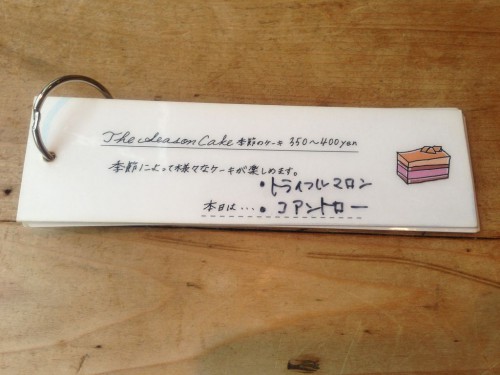 The Season Cake 季節のケーキ 350〜400yen
季節によって様々なケーキが楽しめます。
・トライフルマロン
本日は…・コアントロー